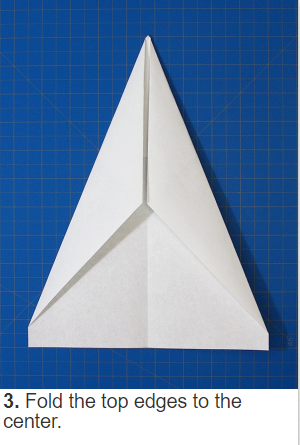 3. Fold the top edges to the
center.